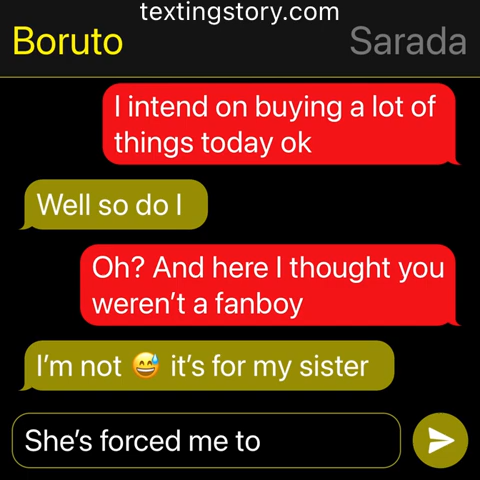 textingstory.com
Boruto
Sarada
I intend on buying a lot of
things today ok
Well so do I
Oh? And here I thought you
weren’t a fanboy
I’m not 😅 it’s for my sister
She’s forced me to